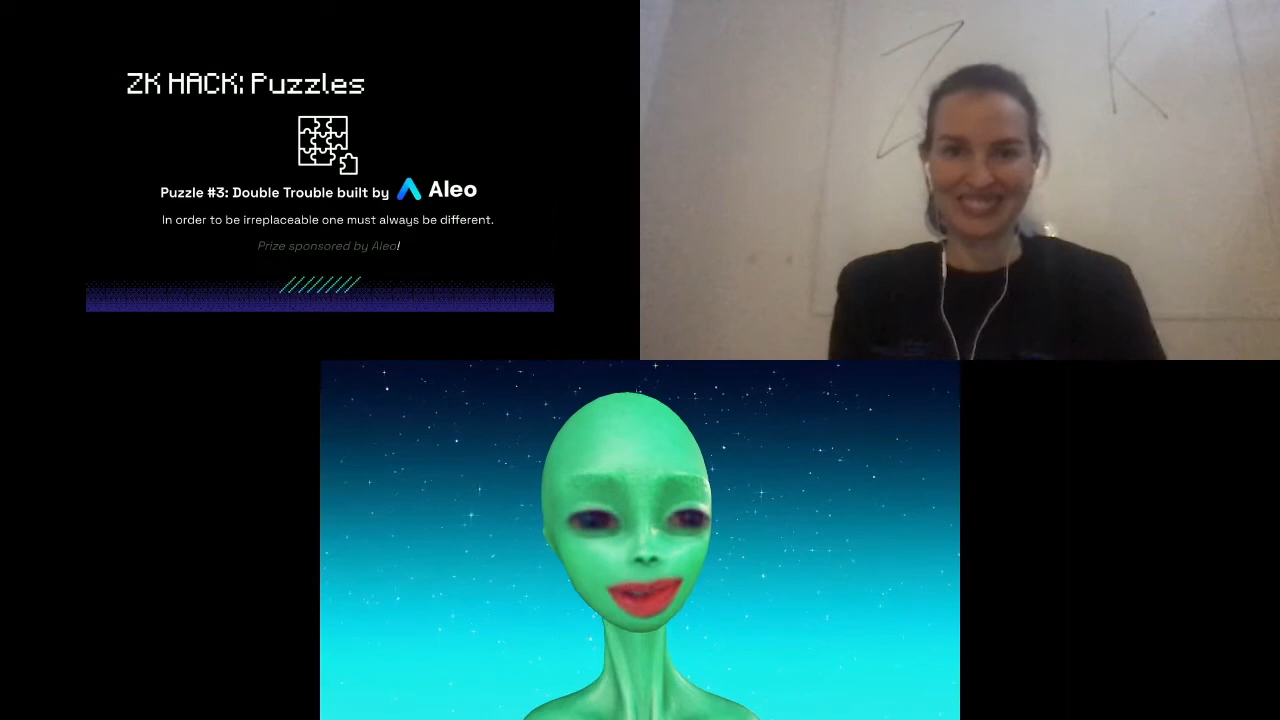 ZK HACK: Puzzles
Puzzle #3: Double Trouble built by Aleo
In order to be irreplaceable one must always be different.
Prize sponsored by Aleo!
Z K